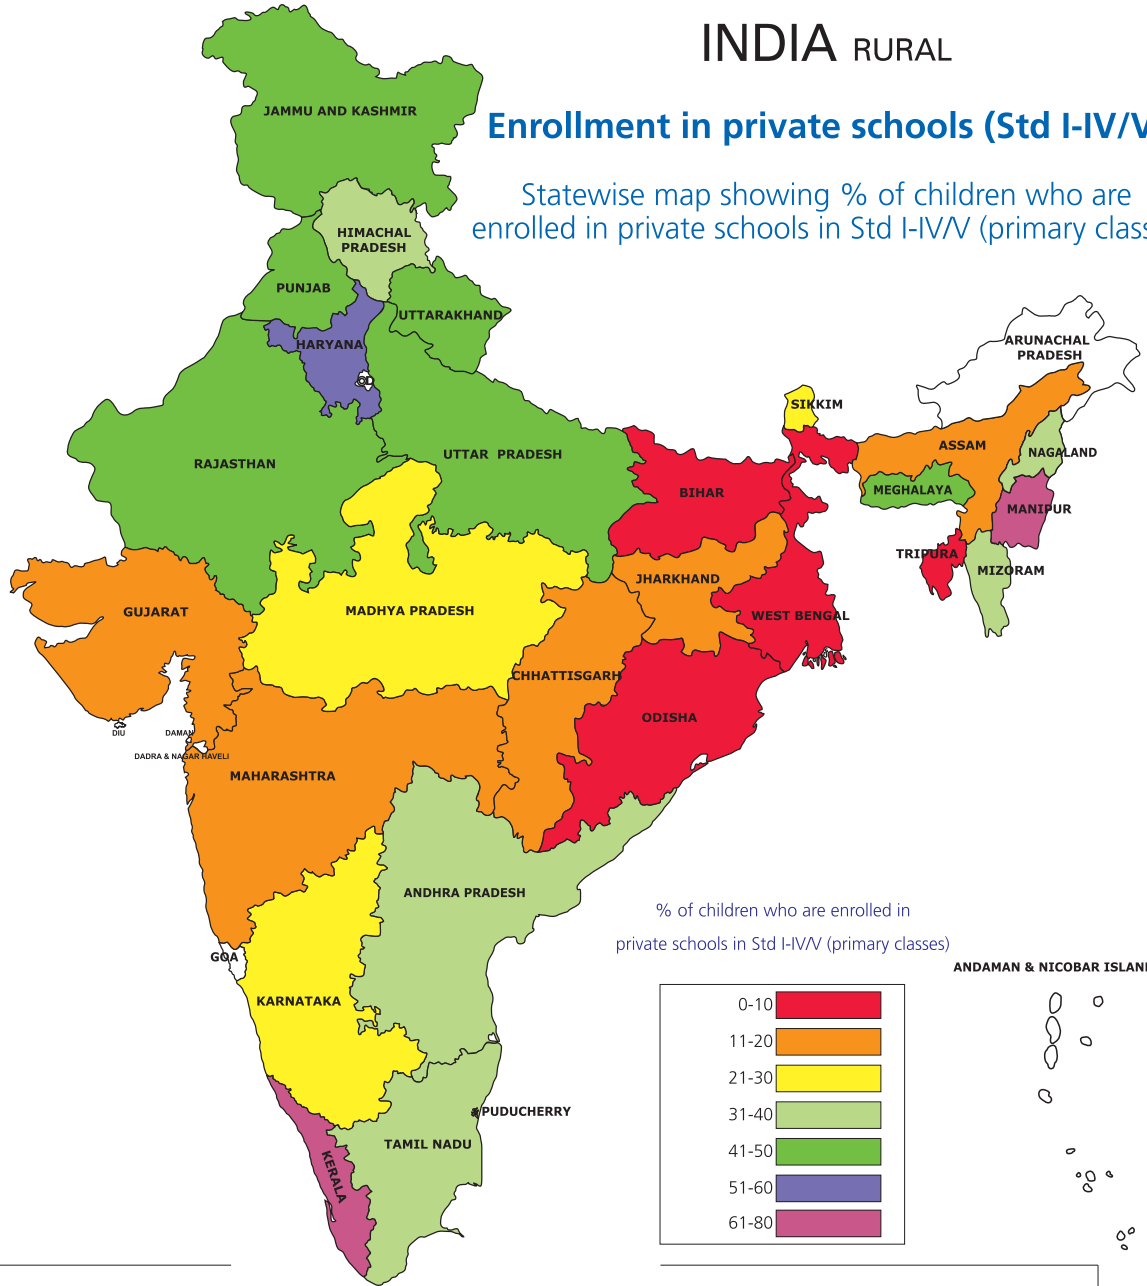 INDIA RURAL
Enrollment in private schools (Std I-IV/V
Statewise map showing % of children who are
enrolled in private schools in Std I-IV/V (primary class
JAMMU AND KASHMIR
HIMACHAL
PRADESH
PUNJAB
UTTARAKHAND
HARYANA
ARUNACHAL
PRADESH
SIKKIM
RAJASTHAN
UTTAR PRADESH
ASSAM
NAGALAND
BIHAR
MEGHALAYA
MANIPUR
TRIPURA
MIZORAM
JHARKHAND
GUJARAT
MADHYA PRADESH
WEST BENGAL
CHHATTISGARH
ODISHA
DIU
DAMAN
DADRA & NAGAR HAVELI
MAHARASHTRA
ANDHRA PRADESH
GOA
KARNATAKA
PUDUCHERRY
TAMIL NADU
KERALA
% of children who are enrolled in
private schools in Std I-IV/V (primary classes)
0-10
11-20
21-30
31-40
41-50
51-60
61-80
ANDAMAN & NICOBAR ISLAN